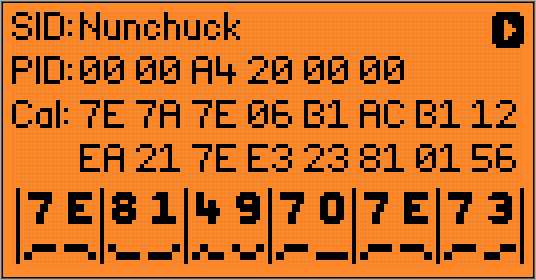 SID: Nunchuck
PID: 00 00 A4 20 00 00
Cal: 7E 7A 7E 06 B1 AC B1 12
EA 21 7E E3 23 81 01 56
7E 81 49 70 7E 73